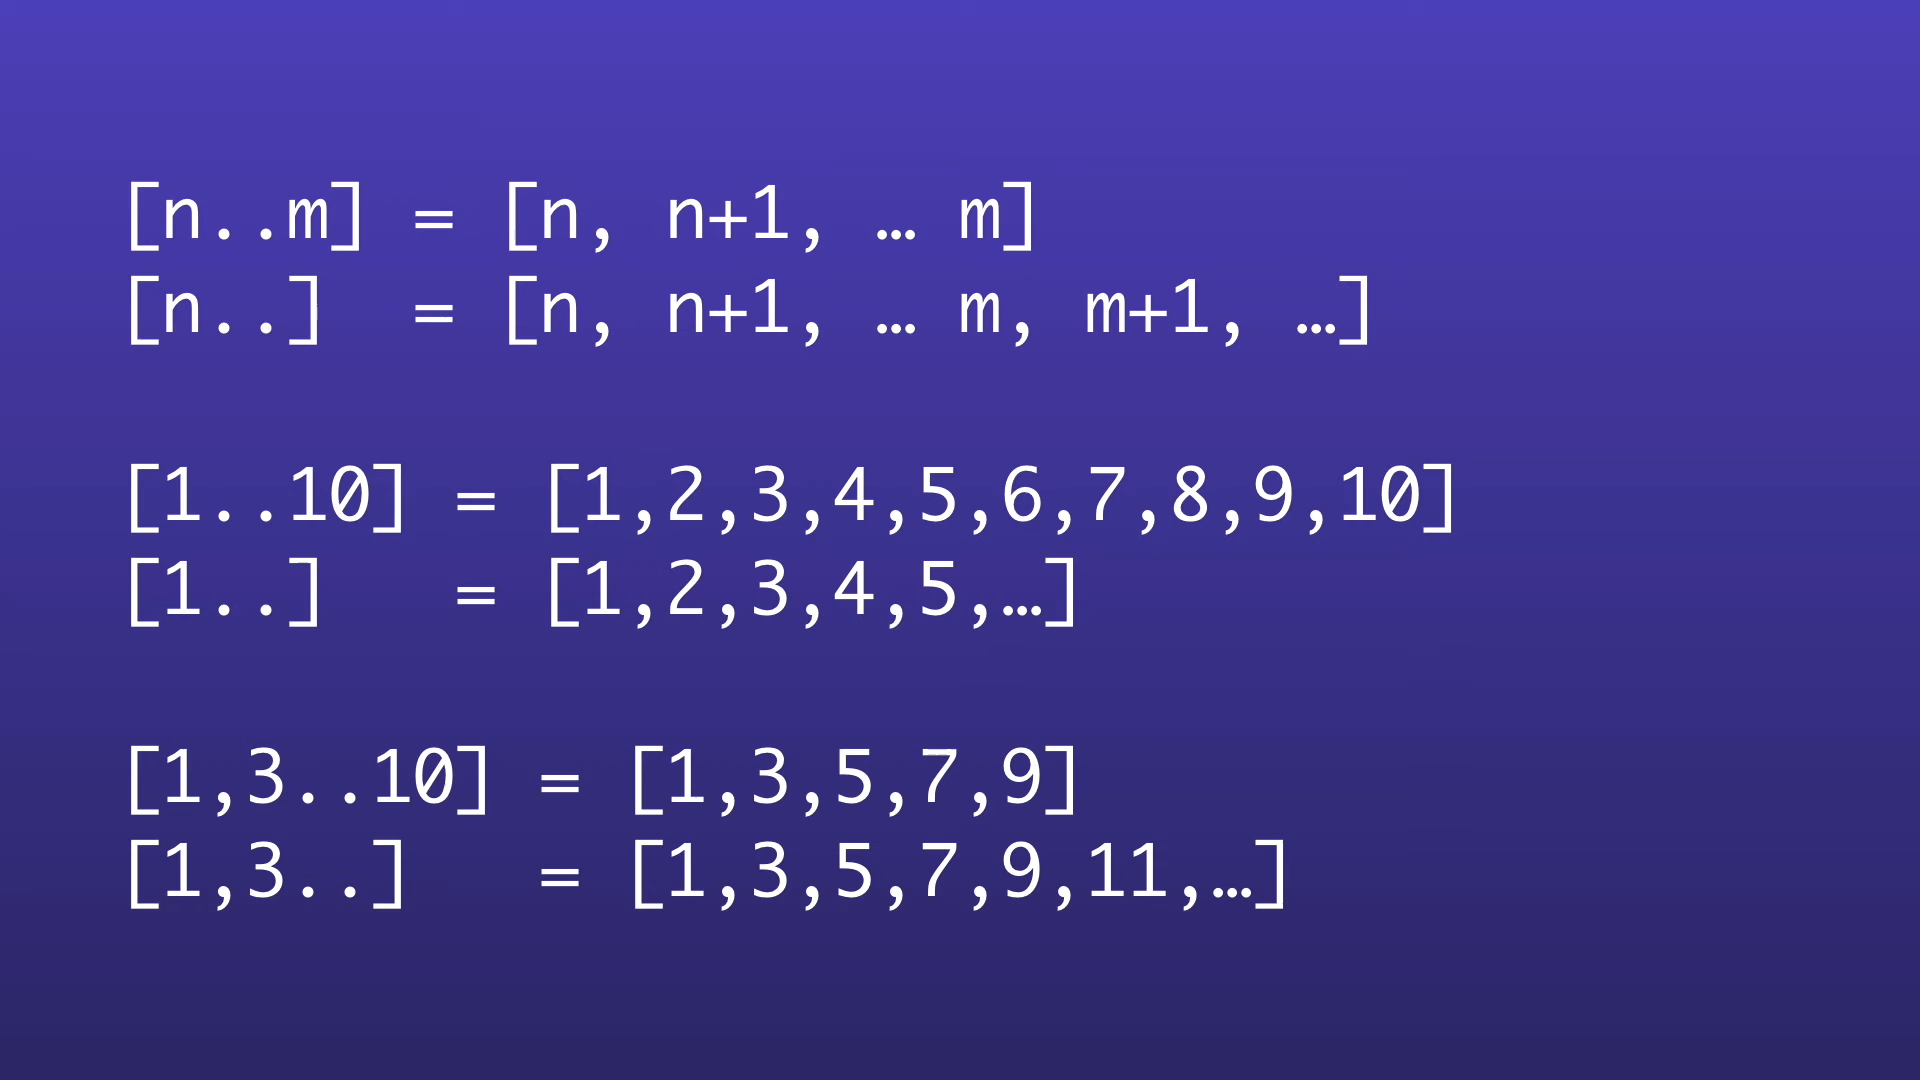 [n..m] = [n, n+1, … m]
[n..]  = [n, n+1, … m, m+1, …]
[1..10] = [1,2,3,4,5,6,7,8,9,10]
[1..]   = [1,2,3,4,5,…]
[1,3..10] = [1,3,5,7,9]
[1,3..]   = [1,3,5,7,9,11,…]